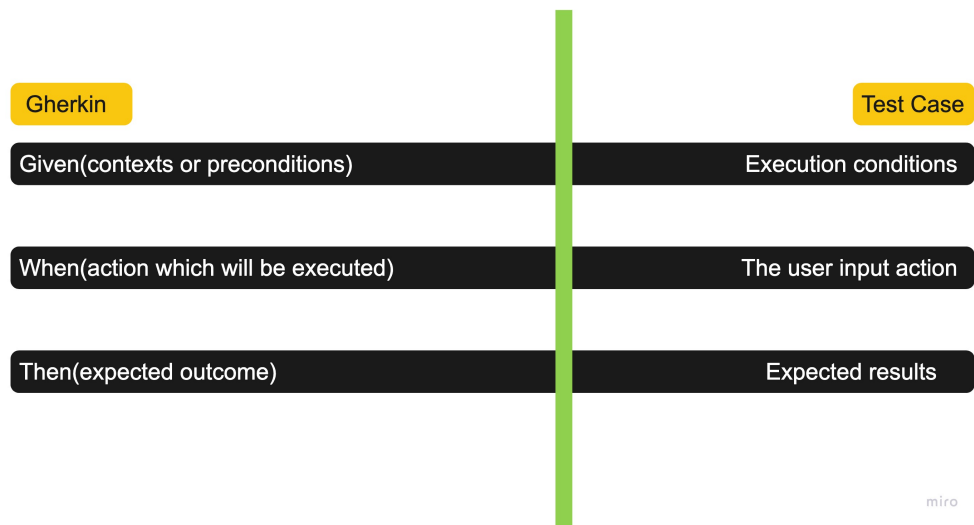 Gherkin
Test Case
Given(contexts or preconditions)
Execution conditions
When(action which will be executed)
The user input action
Then(expected outcome)
Expected results
miro